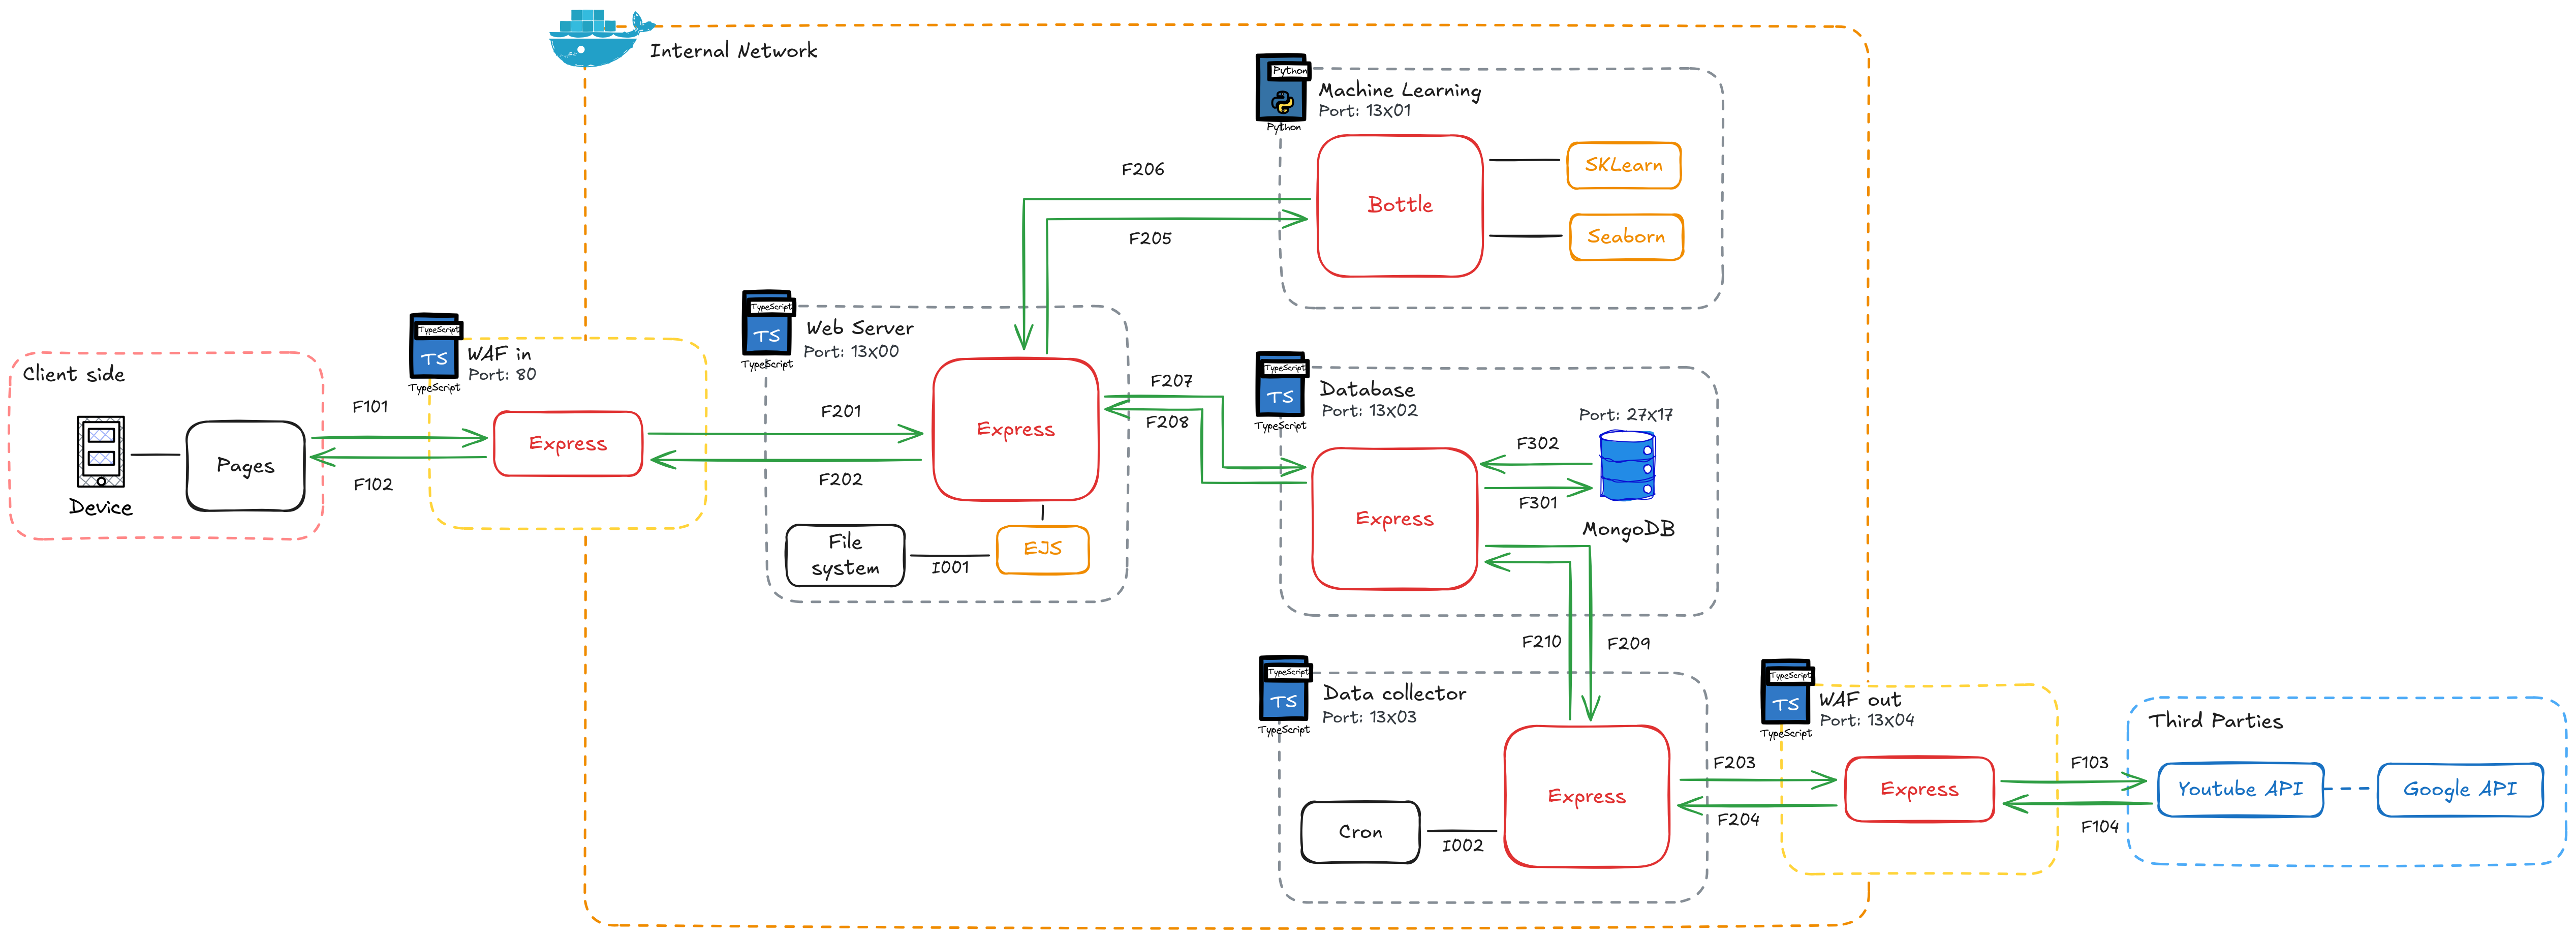 Internal Network
Python
Python
Machine Learning
Port: 13X01
Bottle
SKLearn
Seaborn
F206
F205
TypeScript
TS
TypeScript
Web Server
Port: 13X00
Express
EJS
File
system
I001
TypeScript
TS
TypeScript
WAF in
Port: 80
Express
Client side
Device
Pages
F101
F102
F201
F202
F207
F208
TypeScript
TS
TypeScript
Database
Port: 13X02
Express
Port: 27X17
F302
F301
MongoDB
F210
F209
TypeScript
TS
TypeScript
Data collector
Port: 13X03
Express
Cron
I002
F203
F204
TypeScript
TS
TypeScript
WAF out
Port: 13X04
Express
F103
F104
Third Parties
Youtube API
Google API